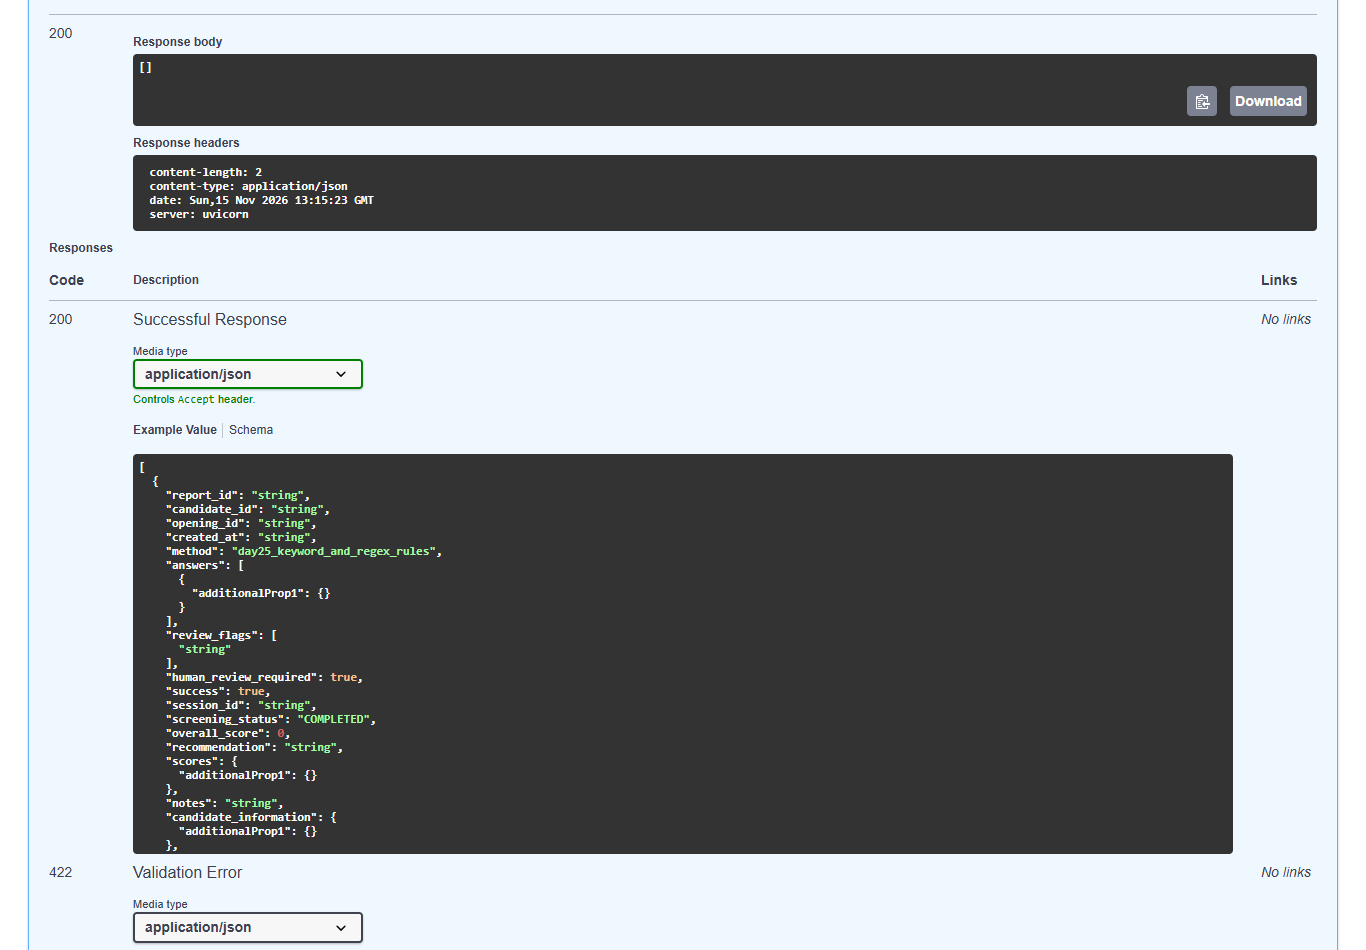 200
Response body
[]
Download
Response headers
content-length: 2
content-type: application/json
date: Sun,15 Nov 2026 13:15:23 GMT
server: uvicorn
Responses
Code Description Links
200 Successful Response No links
Media type
application/json
Controls Accept header.
Example Value Schema
[
  {
    "report_id": "string",
    "candidate_id": "string",
    "opening_id": "string",
    "created_at": "string",
    "method": "day25_keyword_and_regex_rules",
    "answers": [
      {
        "additionalProp1": {}
      }
    ],
    "review_flags": [
      "string"
    ],
    "human_review_required": true,
    "success": true,
    "session_id": "string",
    "screening_status": "COMPLETED",
    "overall_score": 0,
    "recommendation": "string",
    "scores": {
      "additionalProp1": {}
    },
    "notes": "string",
    "candidate_information": {
      "additionalProp1": {}
    },
422 Validation Error No links
Media type
application/json